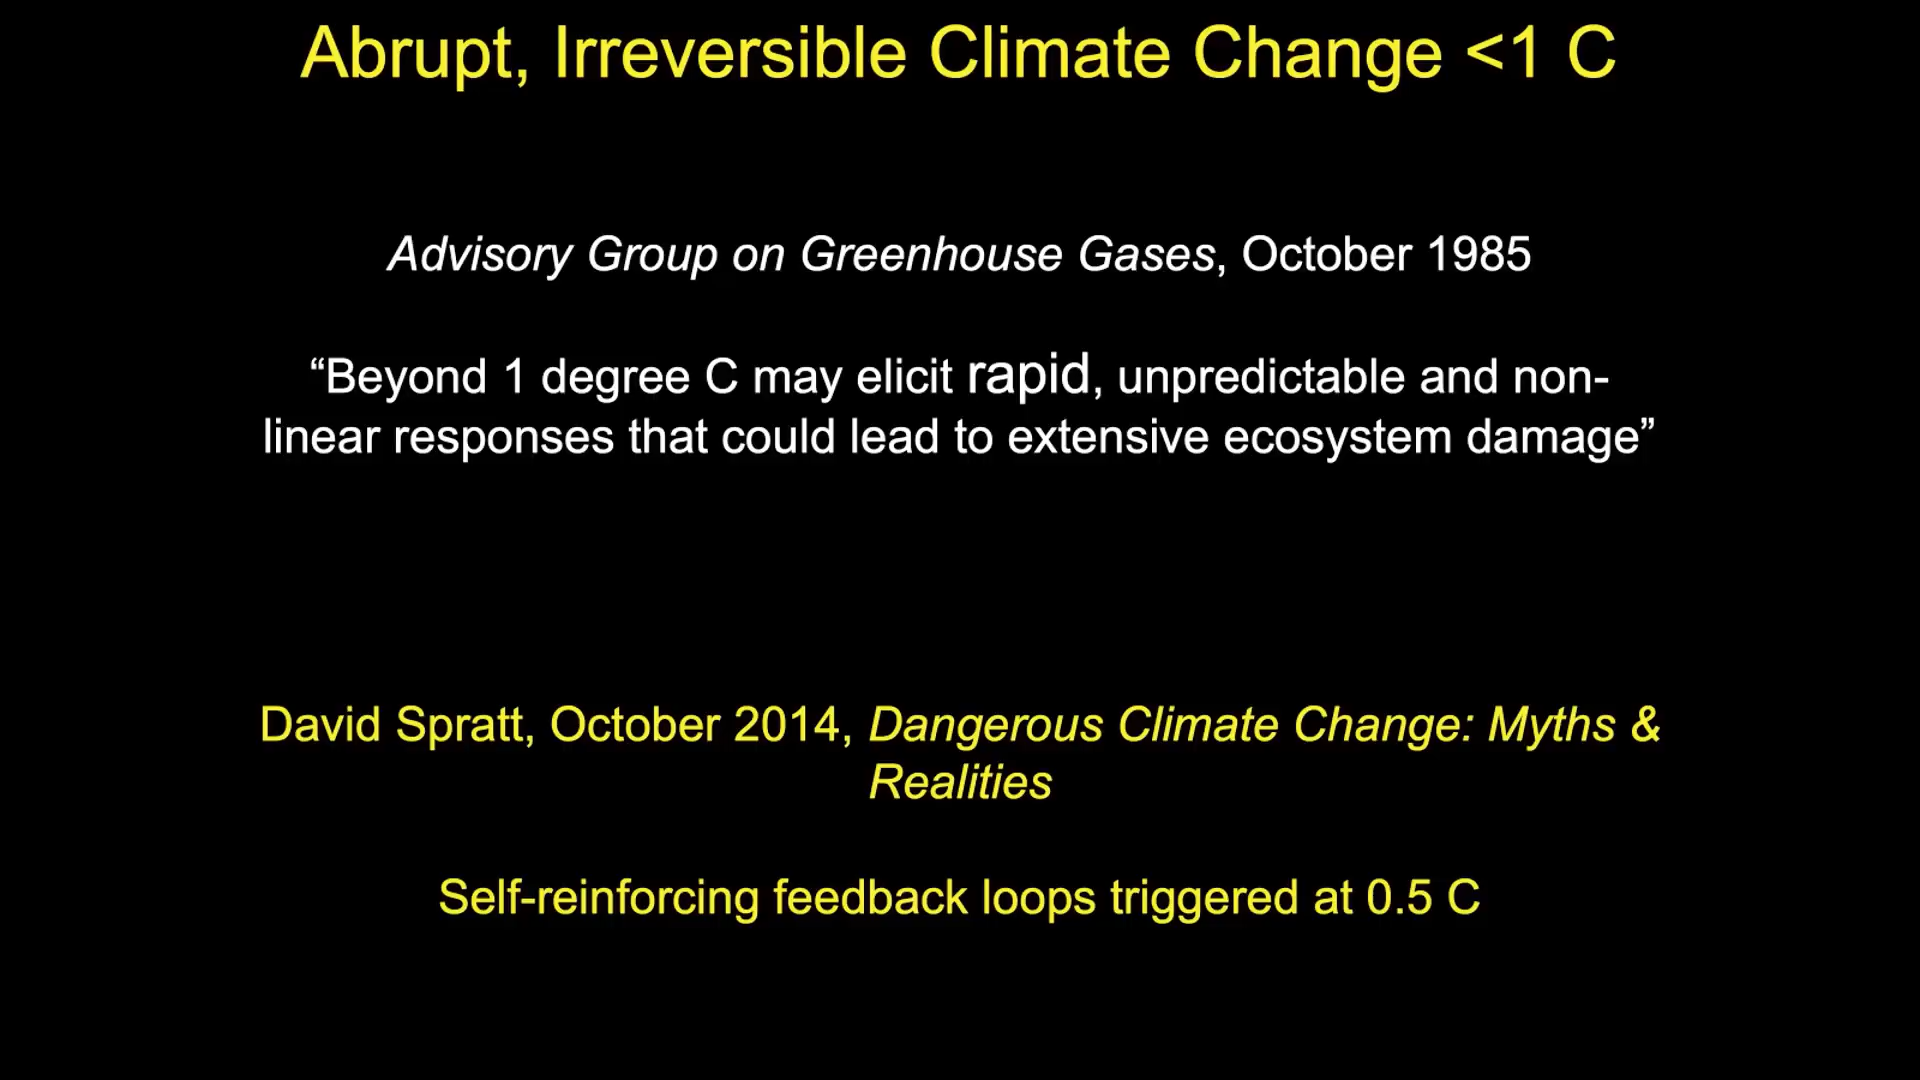 Abrupt, Irreversible Climate Change <1 C
Advisory Group on Greenhouse Gases, October 1985
“Beyond 1 degree C may elicit rapid, unpredictable and non-
linear responses that could lead to extensive ecosystem damage”
David Spratt, October 2014, Dangerous Climate Change: Myths &
Realities
Self-reinforcing feedback loops triggered at 0.5 C